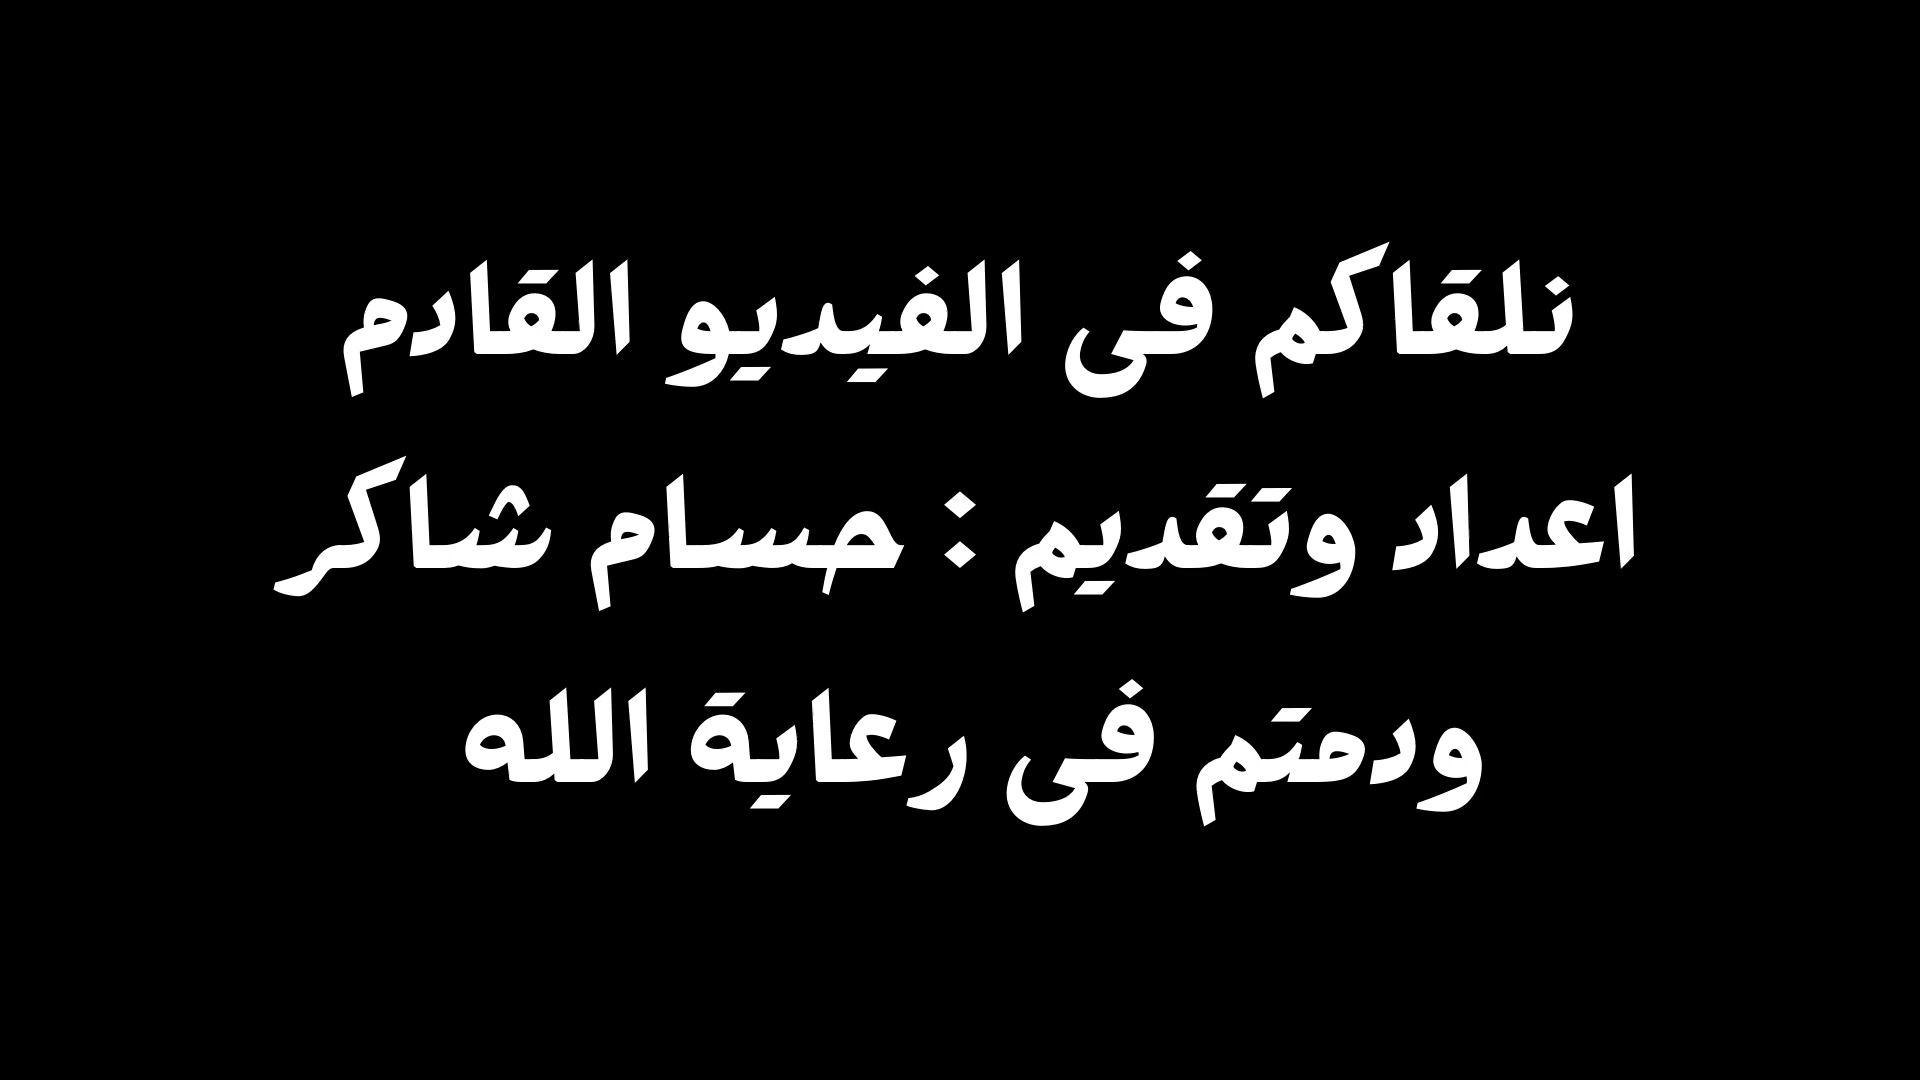 نلقاكم فى الفيديو القادم
اعداد وتقديم : حسام شاكر
ودمتم فى رعاية الله